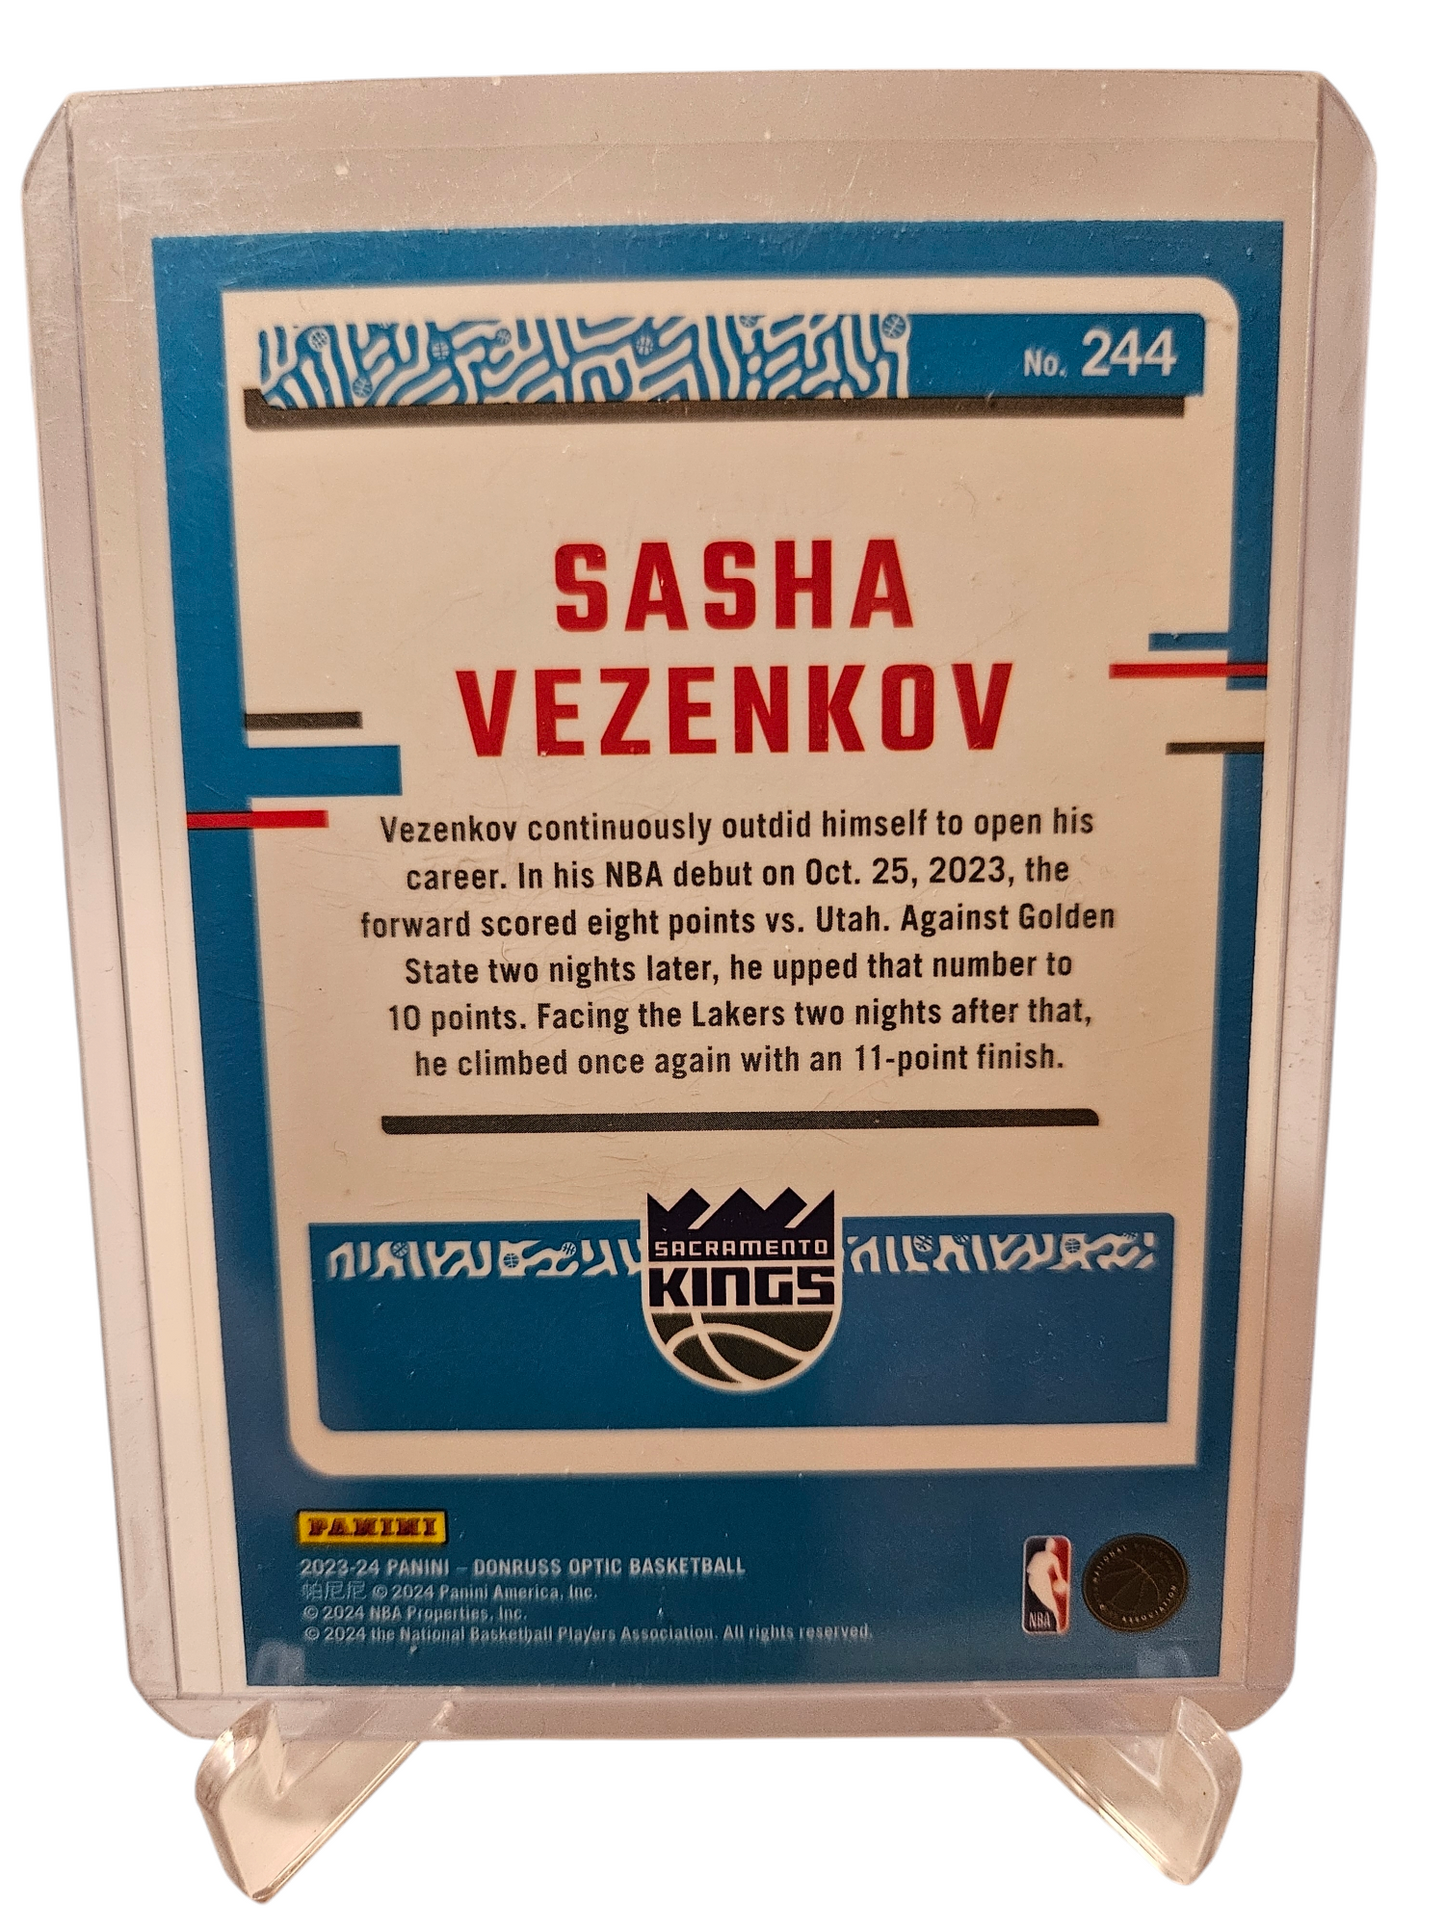 No. 244
SASHA
VEZENKOV
Vezenkov continuously outdid himself to open his
career. In his NBA debut on Oct. 25, 2023, the
forward scored eight points vs. Utah. Against Golden
State two nights later, he upped that number to
10 points. Facing the Lakers two nights after that,
he climbed once again with an 11-point finish.
SACRAMENTO
KINGS
PANINI
2023-24 PANINI – DONRUSS OPTIC BASKETBALL
帕尼尼 © 2024 Panini America, Inc.
© 2024 NBA Properties, Inc.
© 2024 the National Basketball Players Association. All rights reserved.
NBA